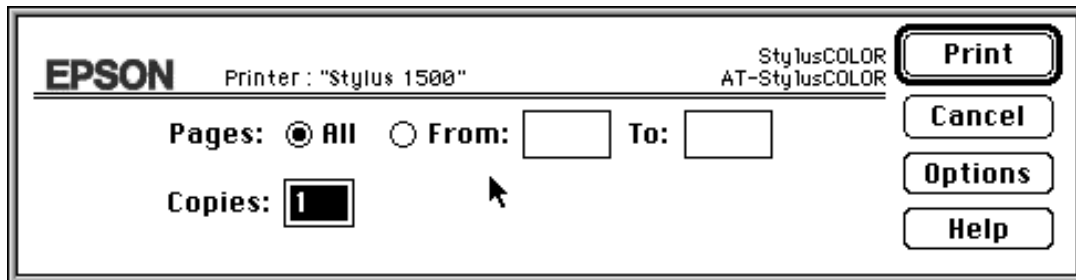 EPSON Printer : "Stylus 1500" StylusCOLOR
AT-StylusCOLOR
Print
Pages: All From: To:
Cancel
Copies: 1
Options
Help